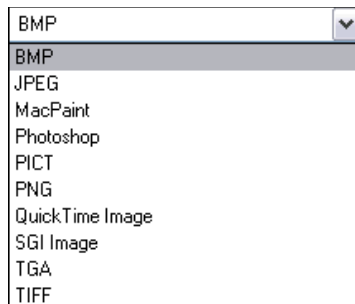 BMP
BMP
JPEG
MacPaint
Photoshop
PICT
PNG
QuickTime Image
SGI Image
TGA
TIFF